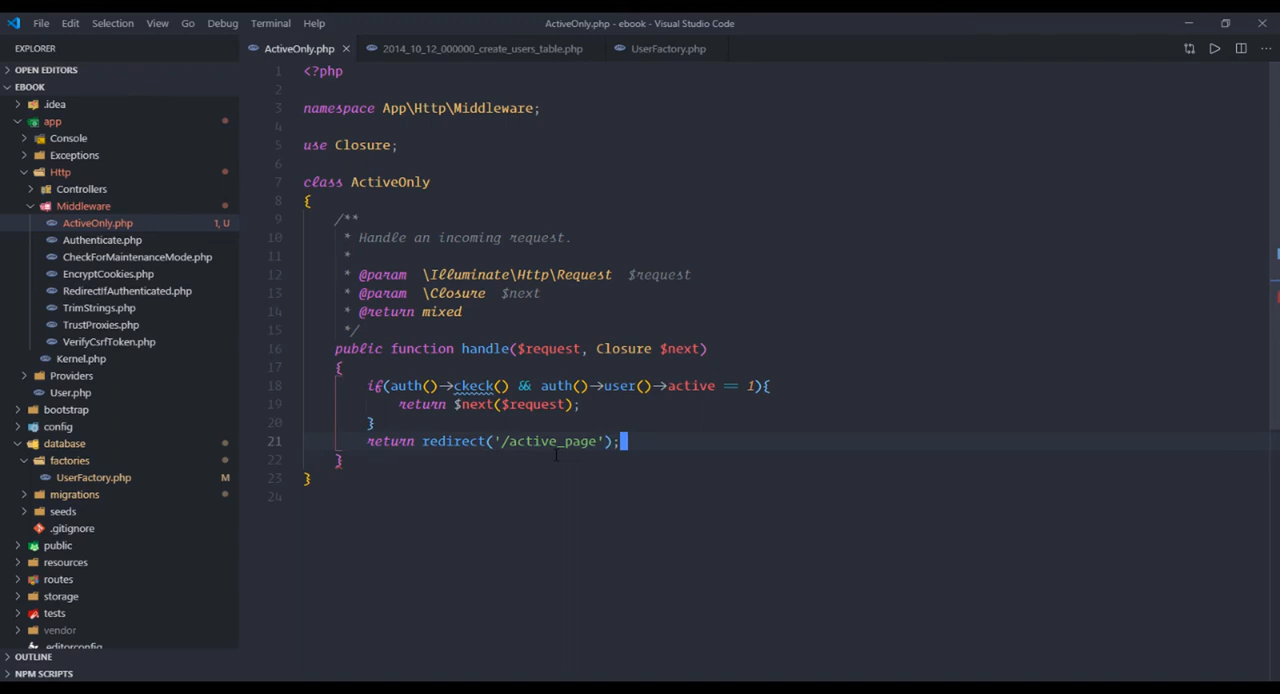 File Edit Selection View Go Debug Terminal Help ActiveOnly.php - ebook - Visual Studio Code
EXPLORER
OPEN EDITORS
EBOOK
.idea
app
Console
Exceptions
Http
Controllers
Middleware
ActiveOnly.php 1, U
Authenticate.php
CheckForMaintenanceMode.php
EncryptCookies.php
RedirectIfAuthenticated.php
TrimStrings.php
TrustProxies.php
VerifyCsrfToken.php
Kernel.php
Providers
User.php
bootstrap
config
database
factories
UserFactory.php M
migrations
seeds
.gitignore
public
resources
routes
storage
tests
vendor
.editorconfig
OUTLINE
NPM SCRIPTS
ActiveOnly.php 2014_10_12_000000_create_users_table.php UserFactory.php
1 <?php
2
3 namespace App\Http\Middleware;
4
5 use Closure;
6
7 class ActiveOnly
8 {
9 /**
10 * Handle an incoming request.
11 *
12 * @param \Illuminate\Http\Request $request
13 * @param \Closure $next
14 * @return mixed
15 */
16 public function handle($request, Closure $next)
17 {
18 if(auth()->ckeck() && auth()->user()->active == 1){
19 return $next($request);
20 }
21 return redirect('/active_page');
22 }
23 }
24